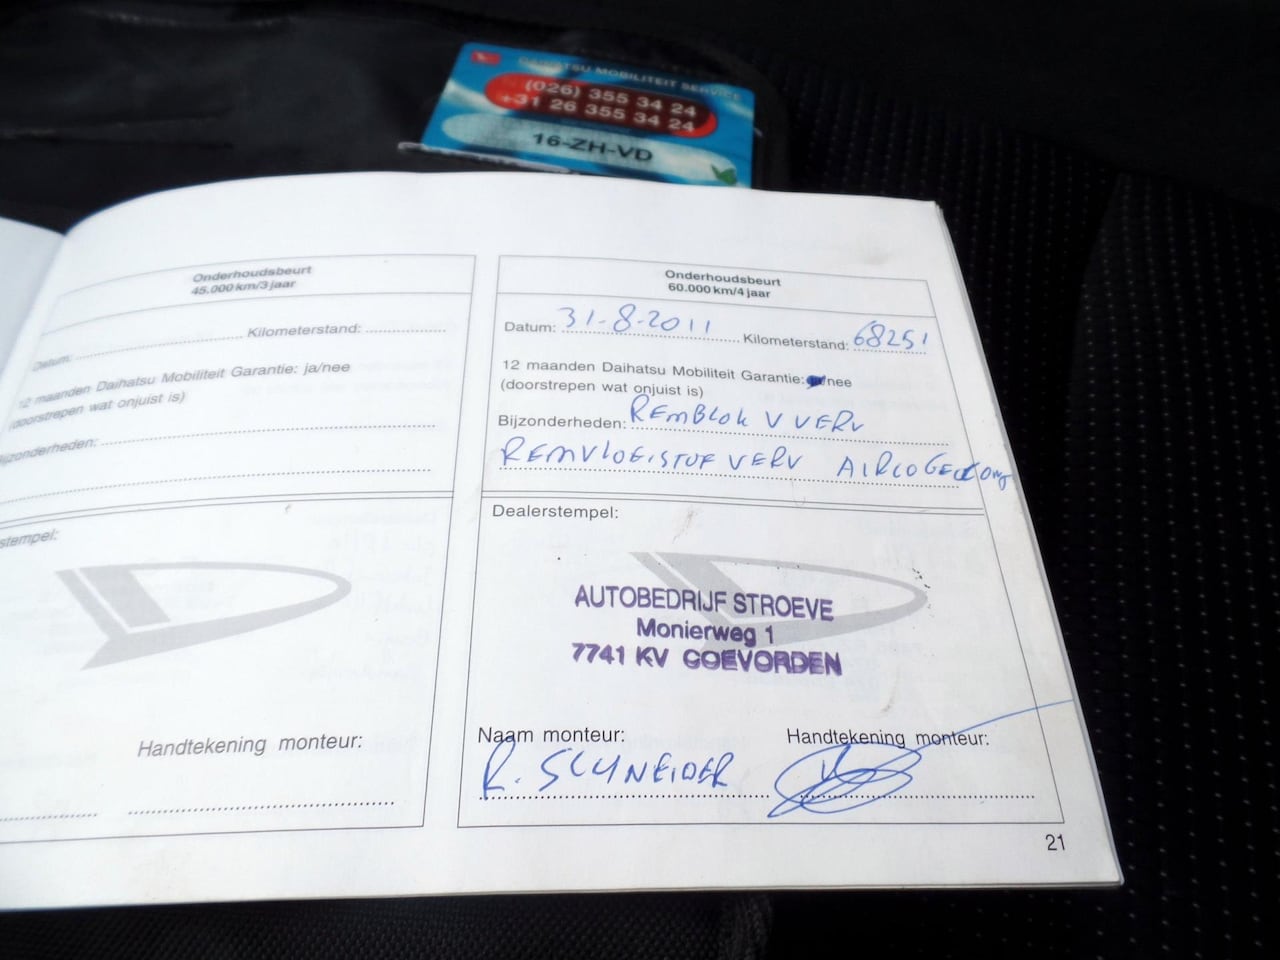 DAIHATSU MOBILITEIT SERVICE
(026) 355 34 24
+31 26 355 34 24
16-ZH-VD
Onderhoudsbeurt
45.000 km/3 jaar
Datum: Kilometerstand:
12 maanden Daihatsu Mobiliteit Garantie: ja/nee
(doorstrepen wat onjuist is)
Bijzonderheden:
stempel:
Handtekening monteur:
Onderhoudsbeurt
60.000 km/4 jaar
Datum: 31-8-2011 Kilometerstand: 68251
12 maanden Daihatsu Mobiliteit Garantie: /nee
(doorstrepen wat onjuist is)
Bijzonderheden: REMBLOK V VERV
REMVLOEISTOF VERV AIRCO
Dealerstempel:
AUTOBEDRIJF STROEVE
Monierweg 1
7741 KV COEVORDEN
Naam monteur: Handtekening monteur:
R. SCHNEIDER
21